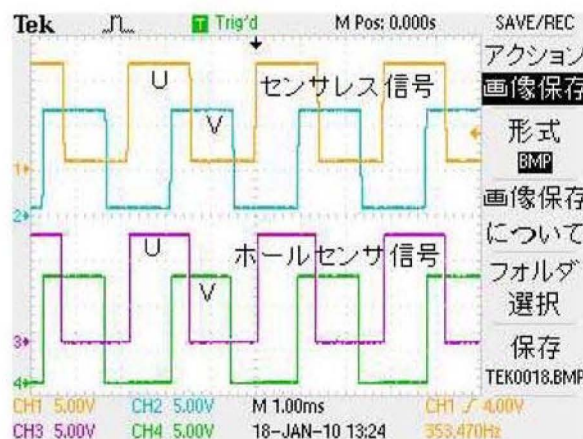 Tek Trig'd M Pos: 0.000s SAVE/REC
アクション
画像保存
形式
BMP
画像保存
について
フォルダ
選択
保存
TEK0018.BMP
U センサレス信号
V
1
2
U ホールセンサ信号
V
3
4
CH1 5.00V CH2 5.00V M 1.00ms CH1 / 4.00V
CH3 5.00V CH4 5.00V 18-JAN-10 13:24 353.470Hz